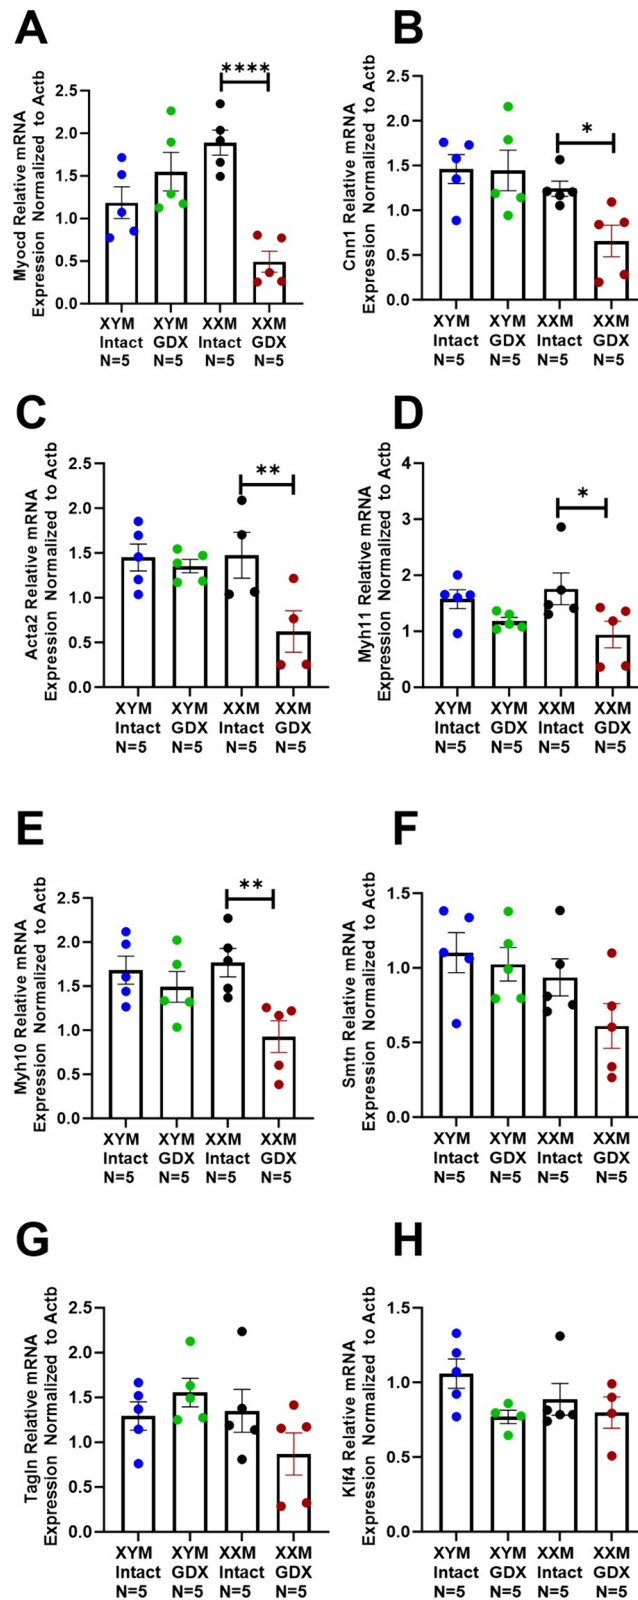 A
****
Myocd Relative mRNA
Expression Normalized to Actb
2.5
2.0
1.5
1.0
0.5
0.0
XYM XYM XXM XXM
Intact GDX Intact GDX
N=5 N=5 N=5 N=5
B
*
Cnn1 Relative mRNA
Expression Normalized to Actb
2.5
2.0
1.5
1.0
0.5
0.0
XYM XYM XXM XXM
Intact GDX Intact GDX
N=5 N=5 N=5 N=5
C
**
Acta2 Relative mRNA
Expression Normalized to Actb
2.5
2.0
1.5
1.0
0.5
0.0
XYM XYM XXM XXM
Intact GDX Intact GDX
N=5 N=5 N=5 N=5
D
*
Myh11 Relative mRNA
Expression Normalized to Actb
4
3
2
1
0
XYM XYM XXM XXM
Intact GDX Intact GDX
N=5 N=5 N=5 N=5
E
**
Myh10 Relative mRNA
Expression Normalized to Actb
2.5
2.0
1.5
1.0
0.5
0.0
XYM XYM XXM XXM
Intact GDX Intact GDX
N=5 N=5 N=5 N=5
F
Smtn Relative mRNA
Expression Normalized to Actb
1.5
1.0
0.5
0.0
XYM XYM XXM XXM
Intact GDX Intact GDX
N=5 N=5 N=5 N=5
G
Tagln Relative mRNA
Expression Normalized to Actb
2.5
2.0
1.5
1.0
0.5
0.0
XYM XYM XXM XXM
Intact GDX Intact GDX
N=5 N=5 N=5 N=5
H
Klf4 Relative mRNA
Expression Normalized to Actb
1.5
1.0
0.5
0.0
XYM XYM XXM XXM
Intact GDX Intact GDX
N=5 N=5 N=5 N=5